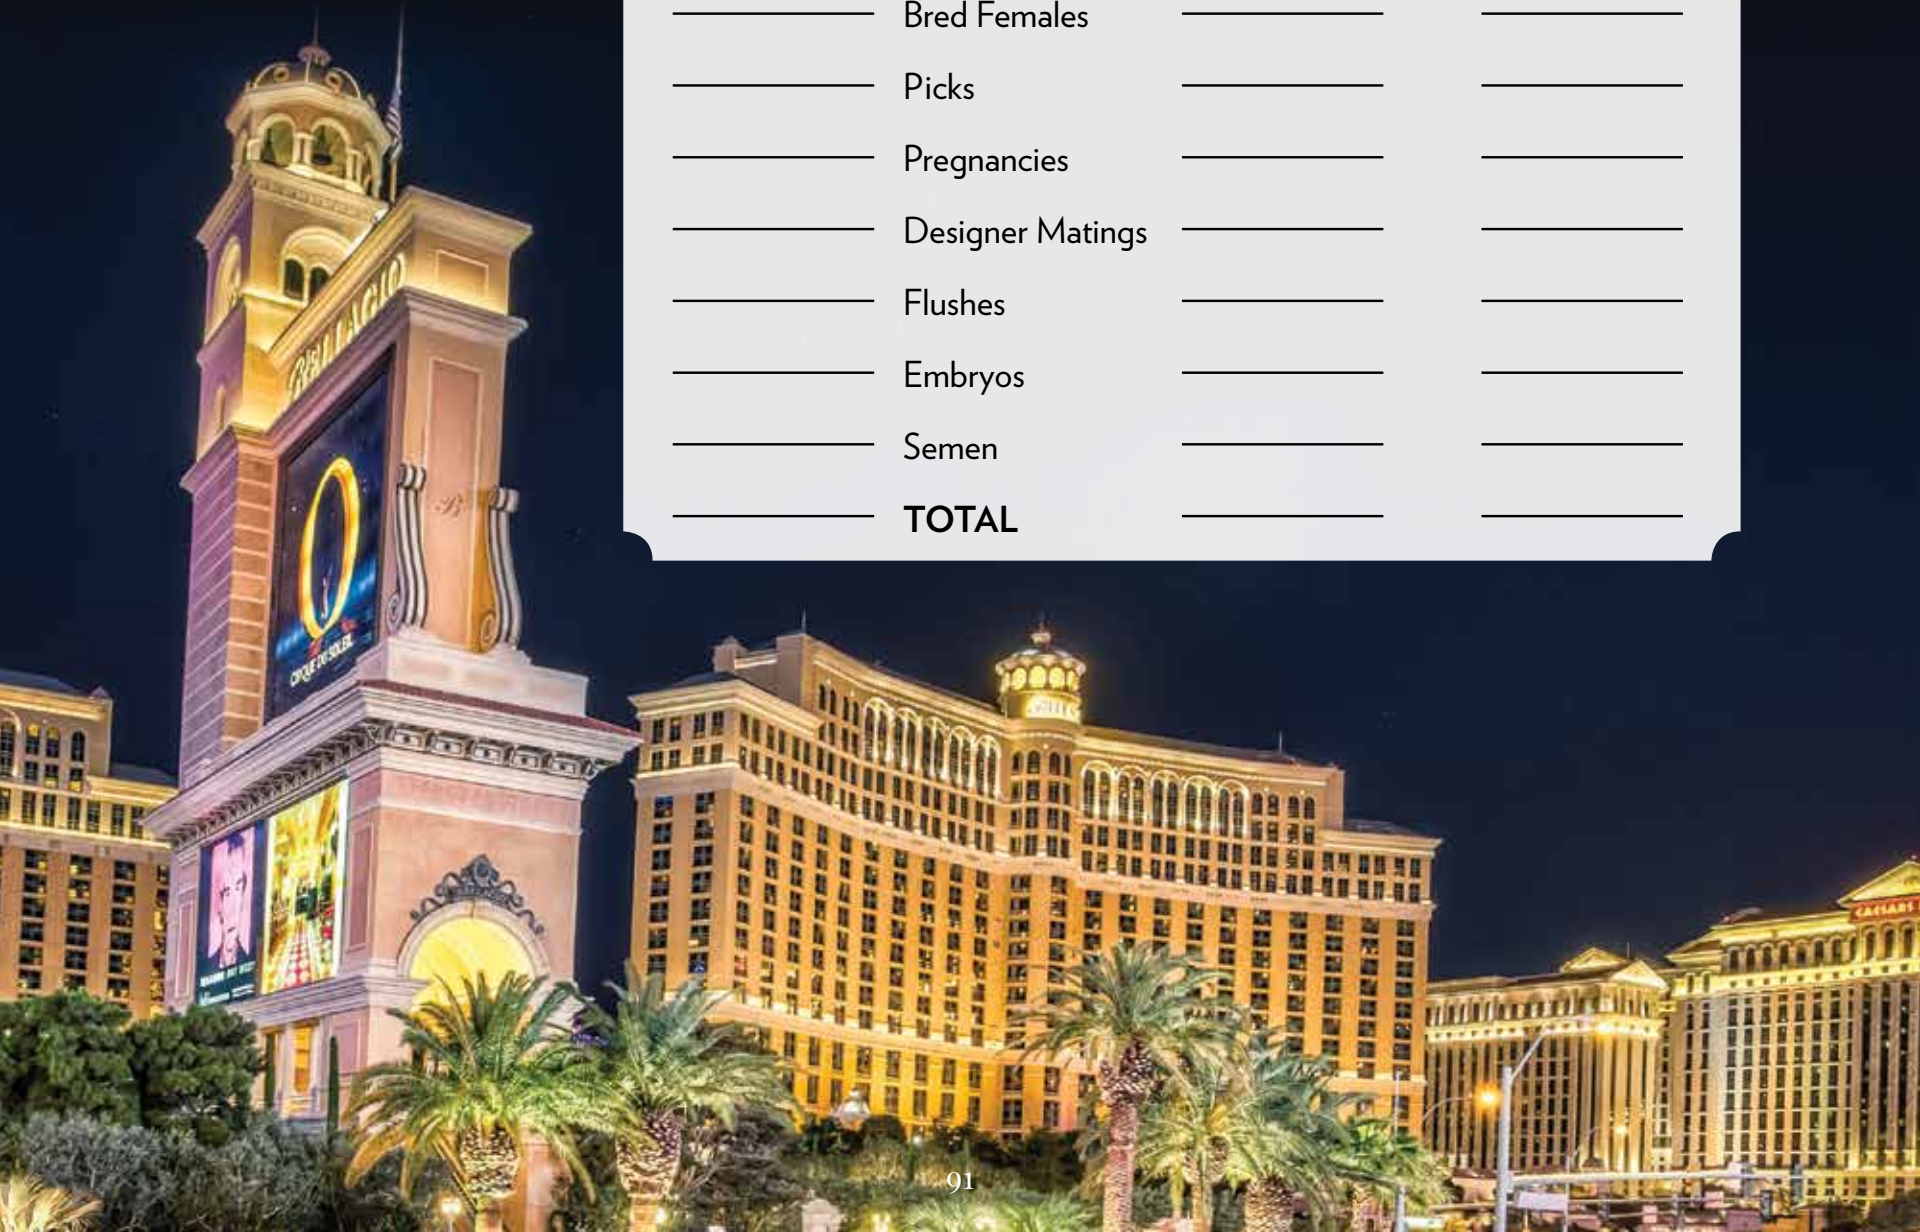 Bred Females
Picks
Pregnancies
Designer Matings
Flushes
Embryos
Semen
TOTAL
BELLAGIO
O
CIRQUE DU SOLEIL
B
CAESARS
91